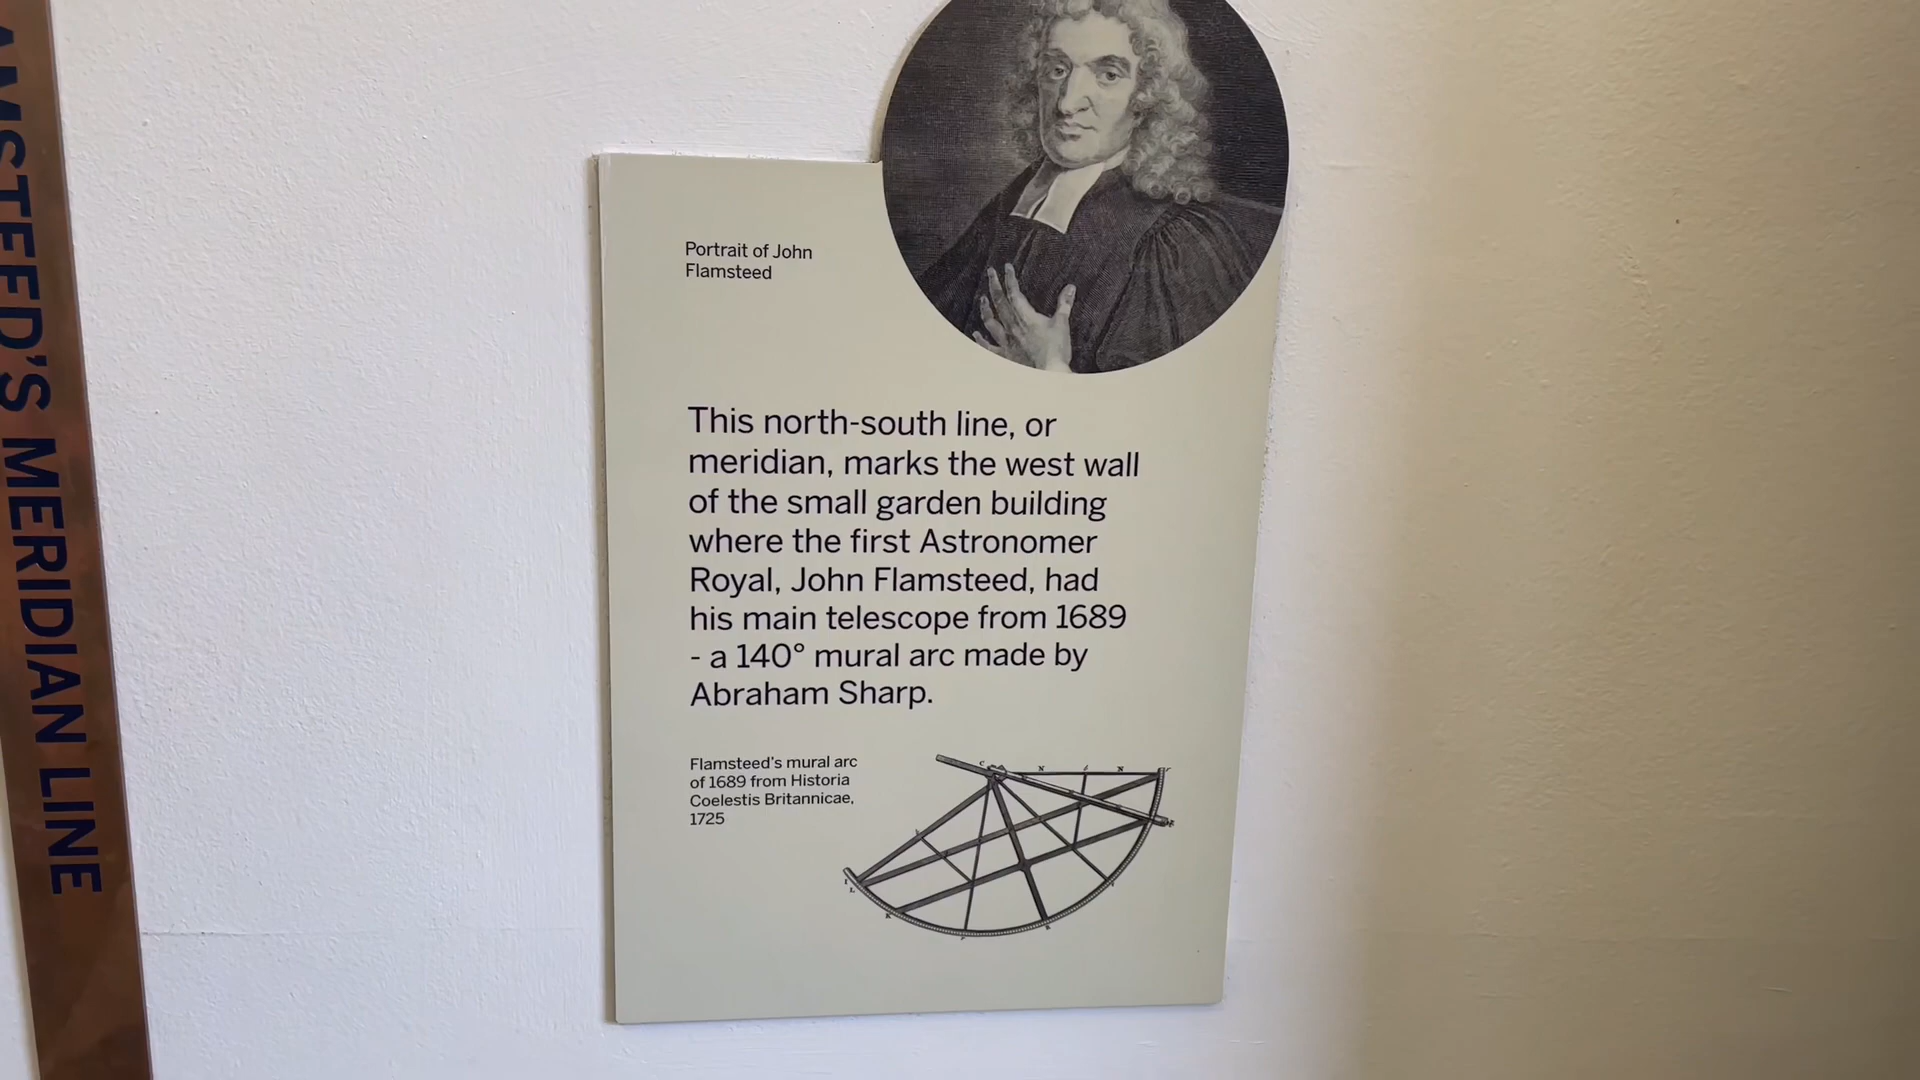 AMSTEED'S MERIDIAN LINE
Portrait of John
Flamsteed
This north-south line, or
meridian, marks the west wall
of the small garden building
where the first Astronomer
Royal, John Flamsteed, had
his main telescope from 1689
- a 140° mural arc made by
Abraham Sharp.
Flamsteed's mural arc
of 1689 from Historia
Coelestis Britannicae,
1725